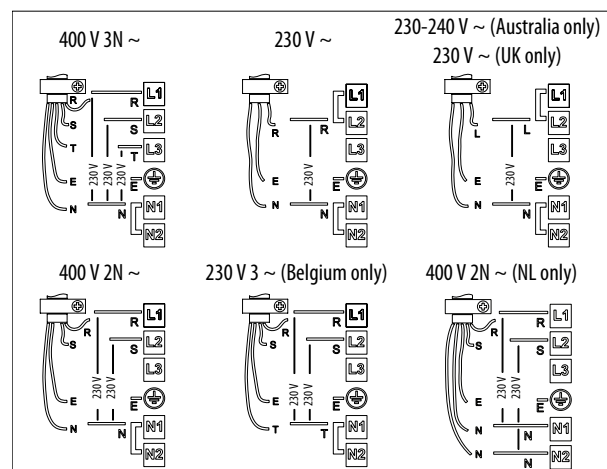 400 V 3N ~
R
S
T
E
N
R
S
T
E
N
230 V
230 V
230 V
L1
L2
L3
N1
N2
230 V ~
R
E
N
R
E
N
230 V
L1
L2
L3
N1
N2
230-240 V ~ (Australia only)
230 V ~ (UK only)
L
E
N
L
E
N
230 V
L1
L2
L3
N1
N2
400 V 2N ~
R
S
E
N
R
S
E
N
230 V
230 V
L1
L2
L3
N1
N2
230 V 3 ~ (Belgium only)
R
S
E
T
R
S
E
T
230 V
230 V
L1
L2
L3
N1
N2
400 V 2N ~ (NL only)
R
S
E
N
N
R
S
E
N
N
230 V
230 V
L1
L2
L3
N1
N2